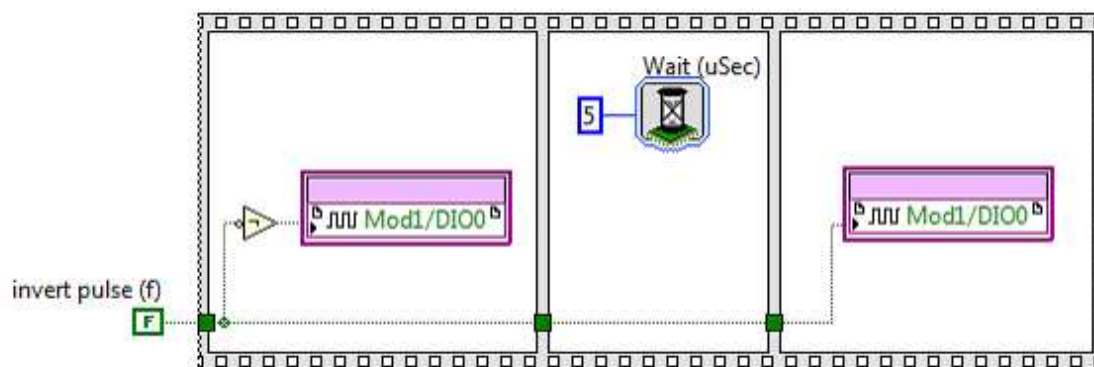 Wait (uSec)
5
Mod1/DIO0
Mod1/DIO0
invert pulse (f)
F